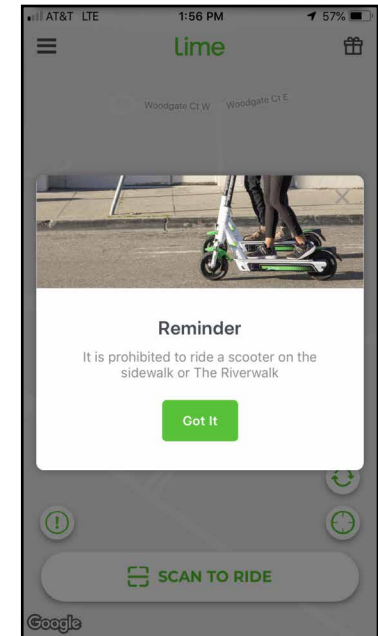 AT&T LTE 1:56 PM 57%
Lime
Woodgate Ct W Woodgate Ct E
Reminder
It is prohibited to ride a scooter on the
sidewalk or The Riverwalk
Got It
SCAN TO RIDE
Google